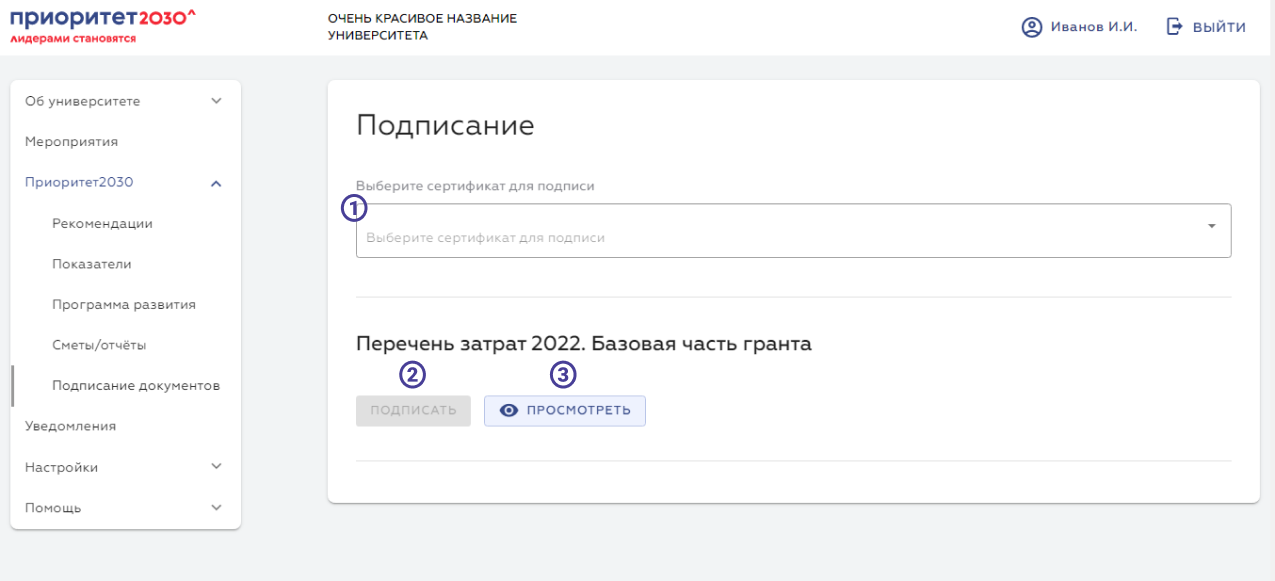 приоритет2030^
лидерами становятся
ОЧЕНЬ КРАСИВОЕ НАЗВАНИЕ
УНИВЕРСИТЕТА
Иванов И.И.
ВЫЙТИ
Об университете
Мероприятия
Приоритет2030
Рекомендации
Показатели
Программа развития
Сметы/отчёты
Подписание документов
Уведомления
Настройки
Помощь
Подписание
Выберите сертификат для подписи
1
Выберите сертификат для подписи
Перечень затрат 2022. Базовая часть гранта
2
3
ПОДПИСАТЬ
ПРОСМОТРЕТЬ